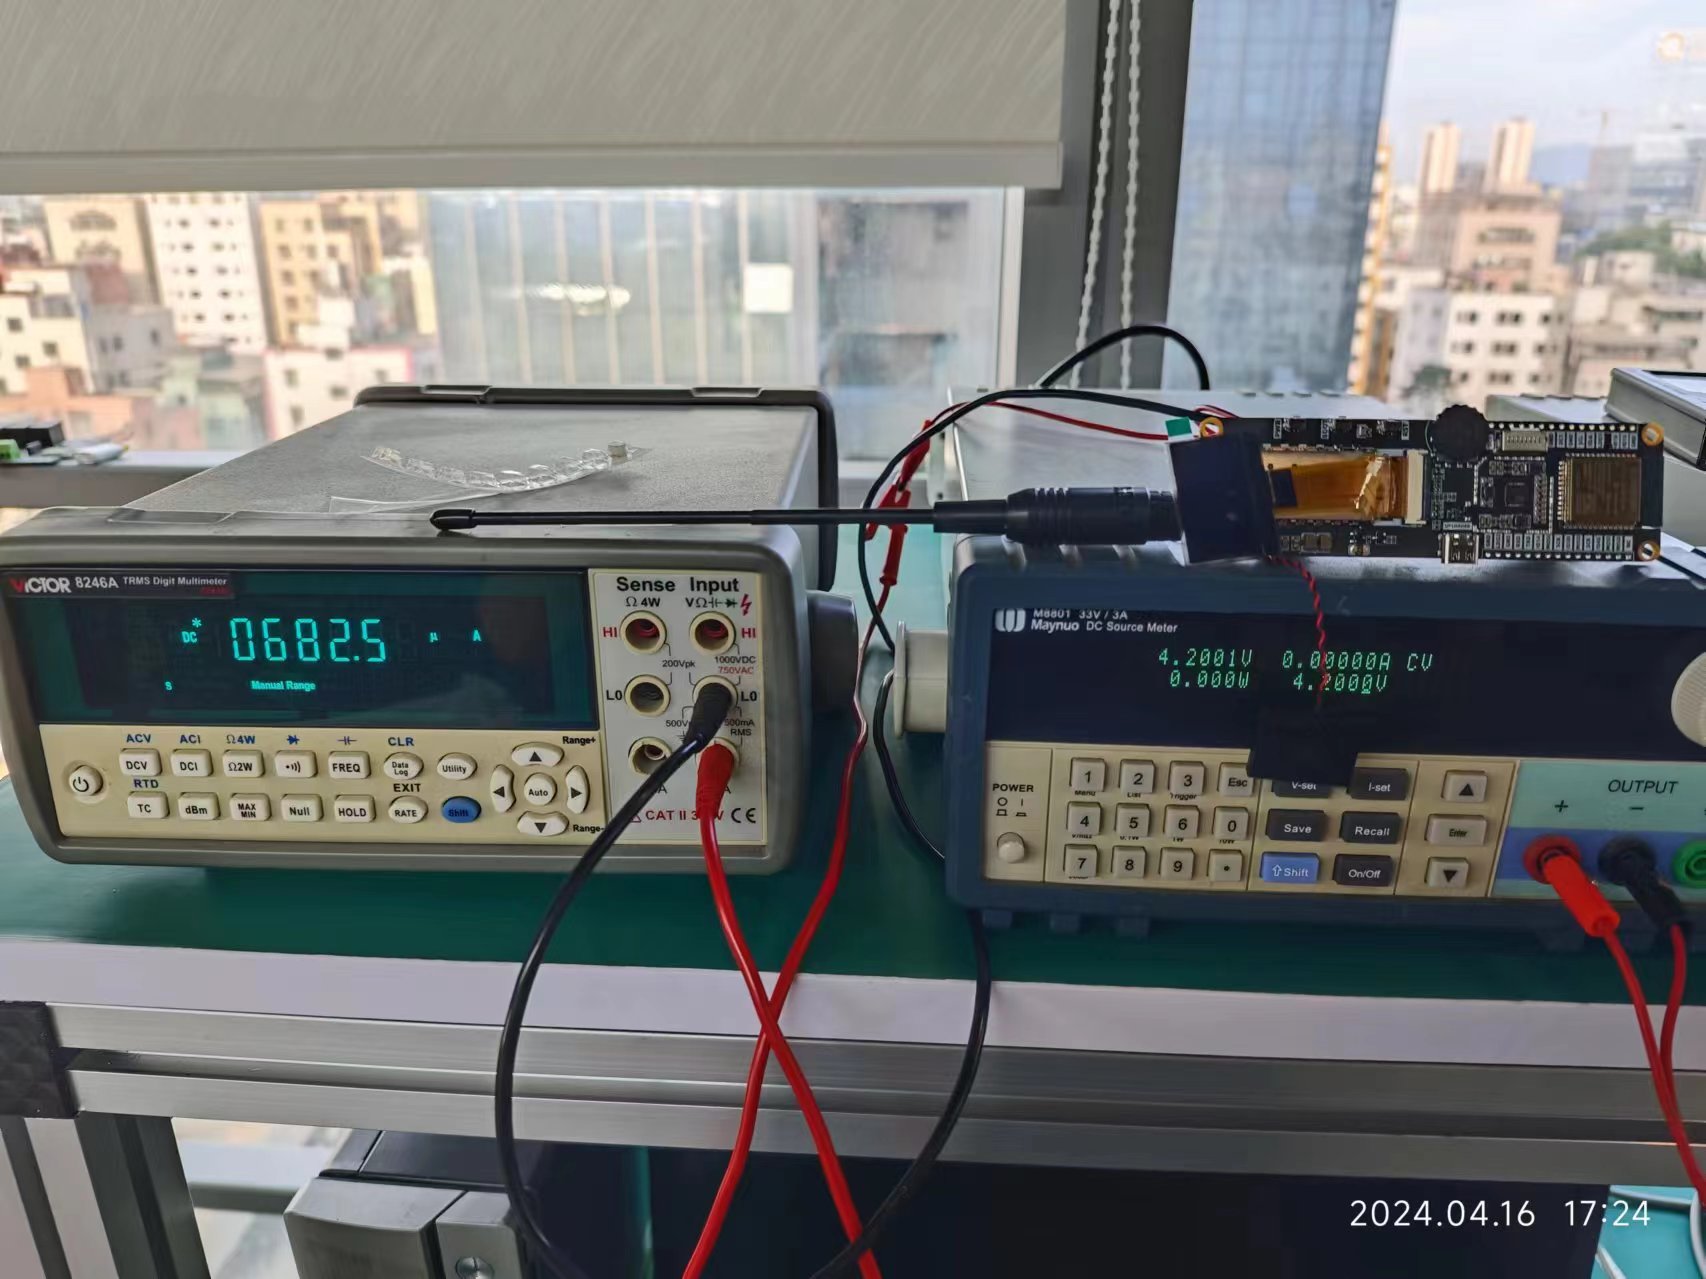 VICTOR 8246A TRMS Digit Multimeter
DC * 0682.5 μ A
S Manual Range
Sense Input
Ω 4W
HI HI
200Vpk 1000VDC
750VAC
LO LO
500mA
RMS
CAT II CE
ACV ACI Ω4W CLR Range+
DCV DCI Ω2W FREQ Data Log Utility
RTD EXIT Auto
TC dBm MAX MIN Null HOLD RATE Shift Range-
M8801 33V / 3A
Maynuo DC Source Meter
4.2001V 0.00000A CV
0.000W 4.2000V
POWER
1 2 3 Esc V-set I-set
Menu List Trigger
4 5 6 0 Save Recall Enter
7 8 9 • Shift On/Off
OUTPUT
+ −
2024.04.16 17:24